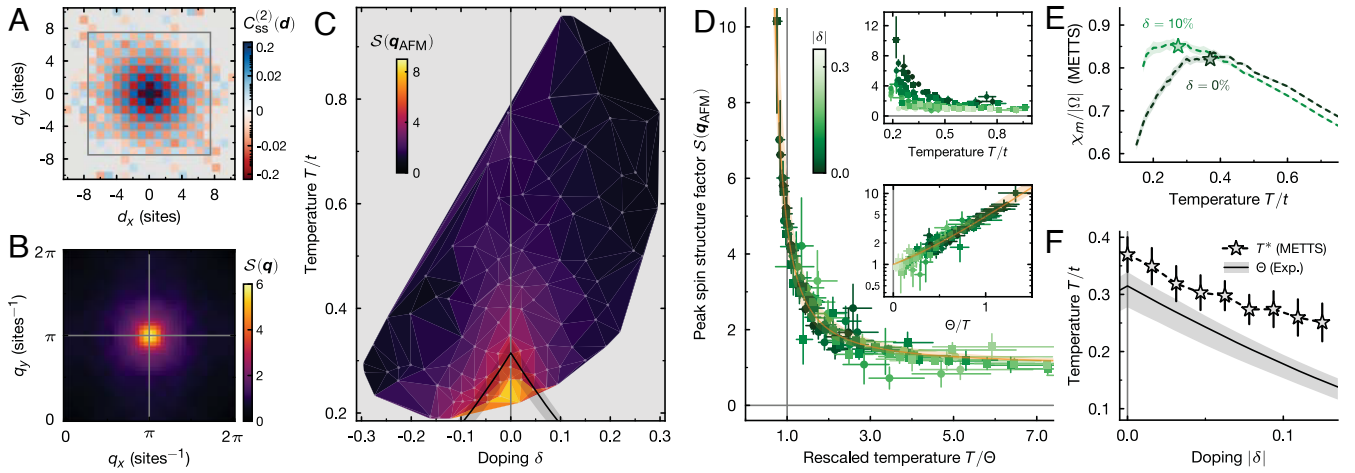 A
C_ss^(2)(d)
8
4
0
-4
-8
d_y (sites)
-8 -4 0 4 8
d_x (sites)
0.2
0.02
0
-0.02
-0.2
B
2π
π
0
q_y (sites⁻¹)
0 π 2π
q_x (sites⁻¹)
S(q)
6
4
2
0
C
S(q_AFM)
8
4
0
Temperature T/t
0.8
0.6
0.4
0.2
-0.3 -0.2 -0.1 0.0 0.1 0.2 0.3
Doping δ
D
Peak spin structure factor S(q_AFM)
10
8
6
4
2
0
1.0 3.0 5.0 7.0
Rescaled temperature T/Θ
|δ|
0.3
0.0
12
8
4
0
0.2 0.4 0.6 0.8
Temperature T/t
10
5
2
1
0.5
0 1
Θ/T
E
χ_m/|Ω| (METTS)
0.9
0.8
0.7
0.6
δ = 10%
δ = 0%
0.2 0.4 0.6
Temperature T/t
F
Temperature T/t
0.4
0.3
0.2
0.1
T* (METTS)
Θ (Exp.)
0.0 0.1
Doping |δ|